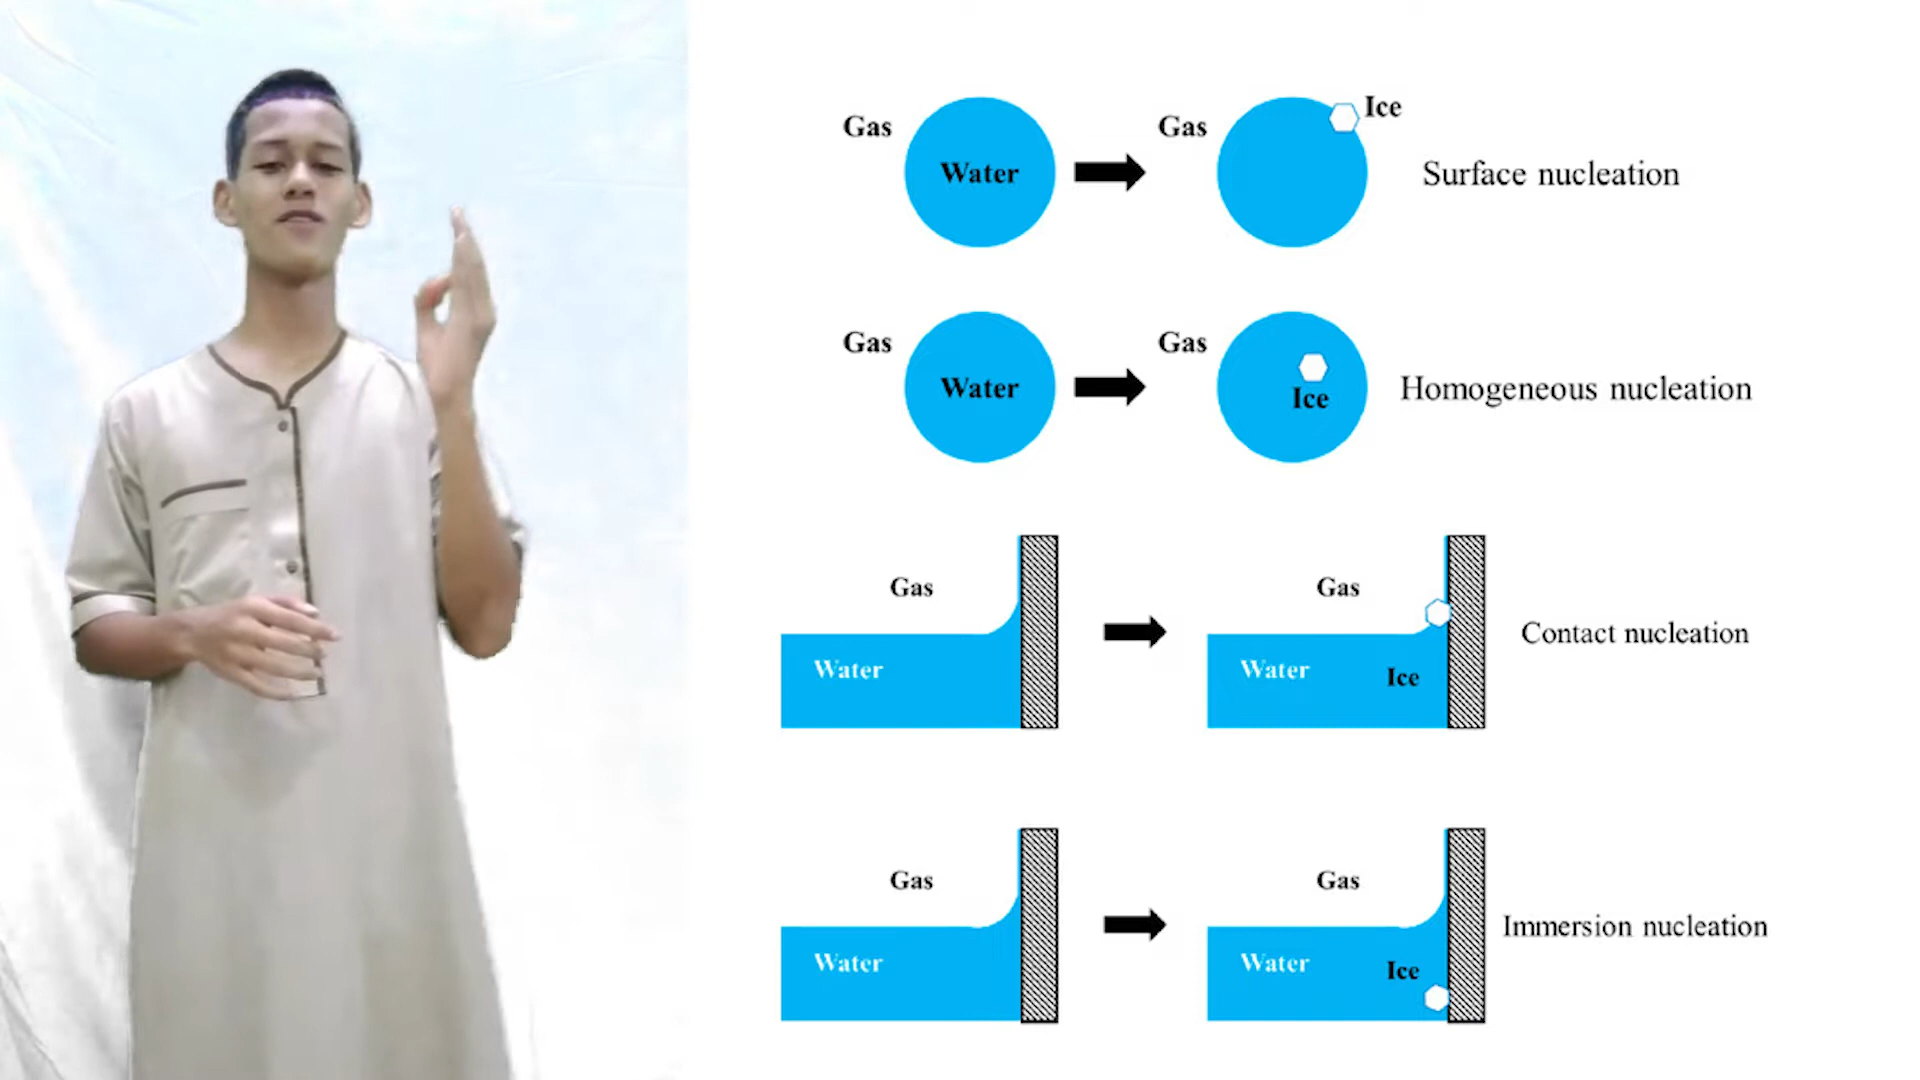 Gas
Water
Gas
Ice
Surface nucleation
Gas
Water
Gas
Ice
Homogeneous nucleation
Gas
Water
Gas
Water
Ice
Contact nucleation
Gas
Water
Gas
Water
Ice
Immersion nucleation